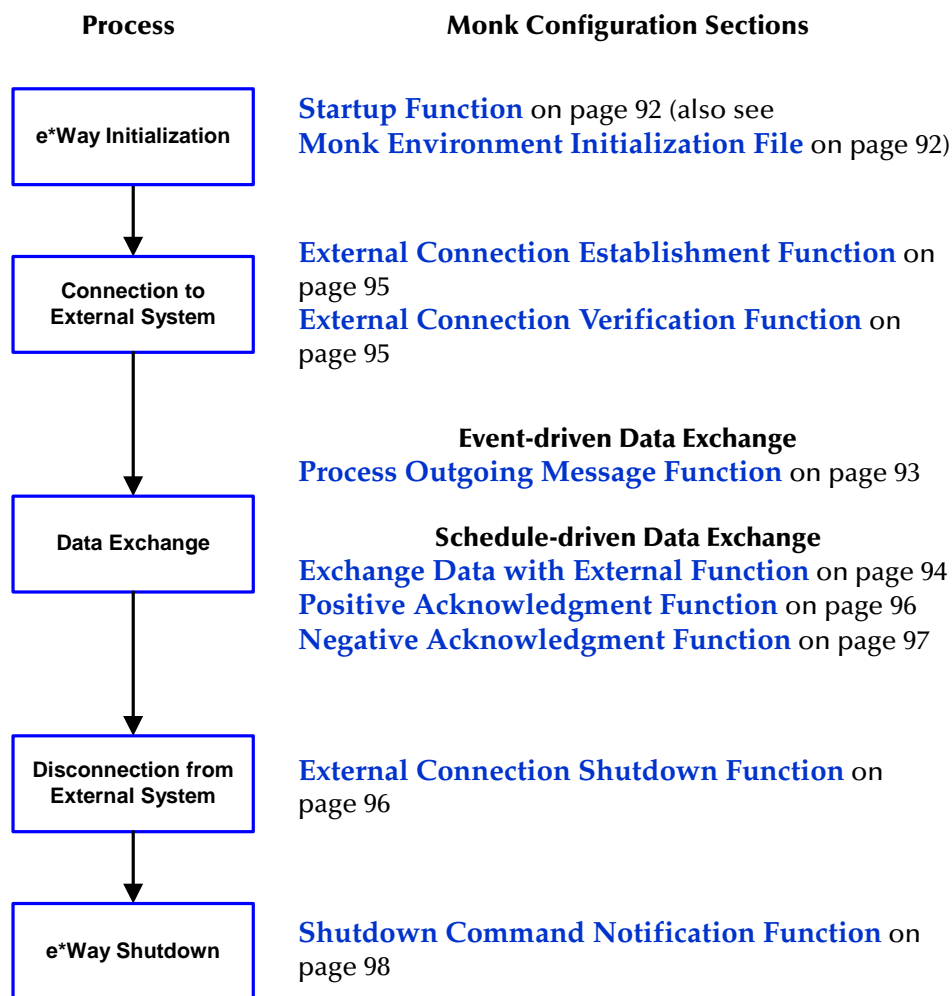 Process
Monk Configuration Sections
e*Way Initialization
Startup Function on page 92 (also see
Monk Environment Initialization File on page 92)
Connection to
External System
External Connection Establishment Function on
page 95
External Connection Verification Function on
page 95
Data Exchange
Event-driven Data Exchange
Process Outgoing Message Function on page 93
Schedule-driven Data Exchange
Exchange Data with External Function on page 94
Positive Acknowledgment Function on page 96
Negative Acknowledgment Function on page 97
Disconnection from
External System
External Connection Shutdown Function on
page 96
e*Way Shutdown
Shutdown Command Notification Function on
page 98